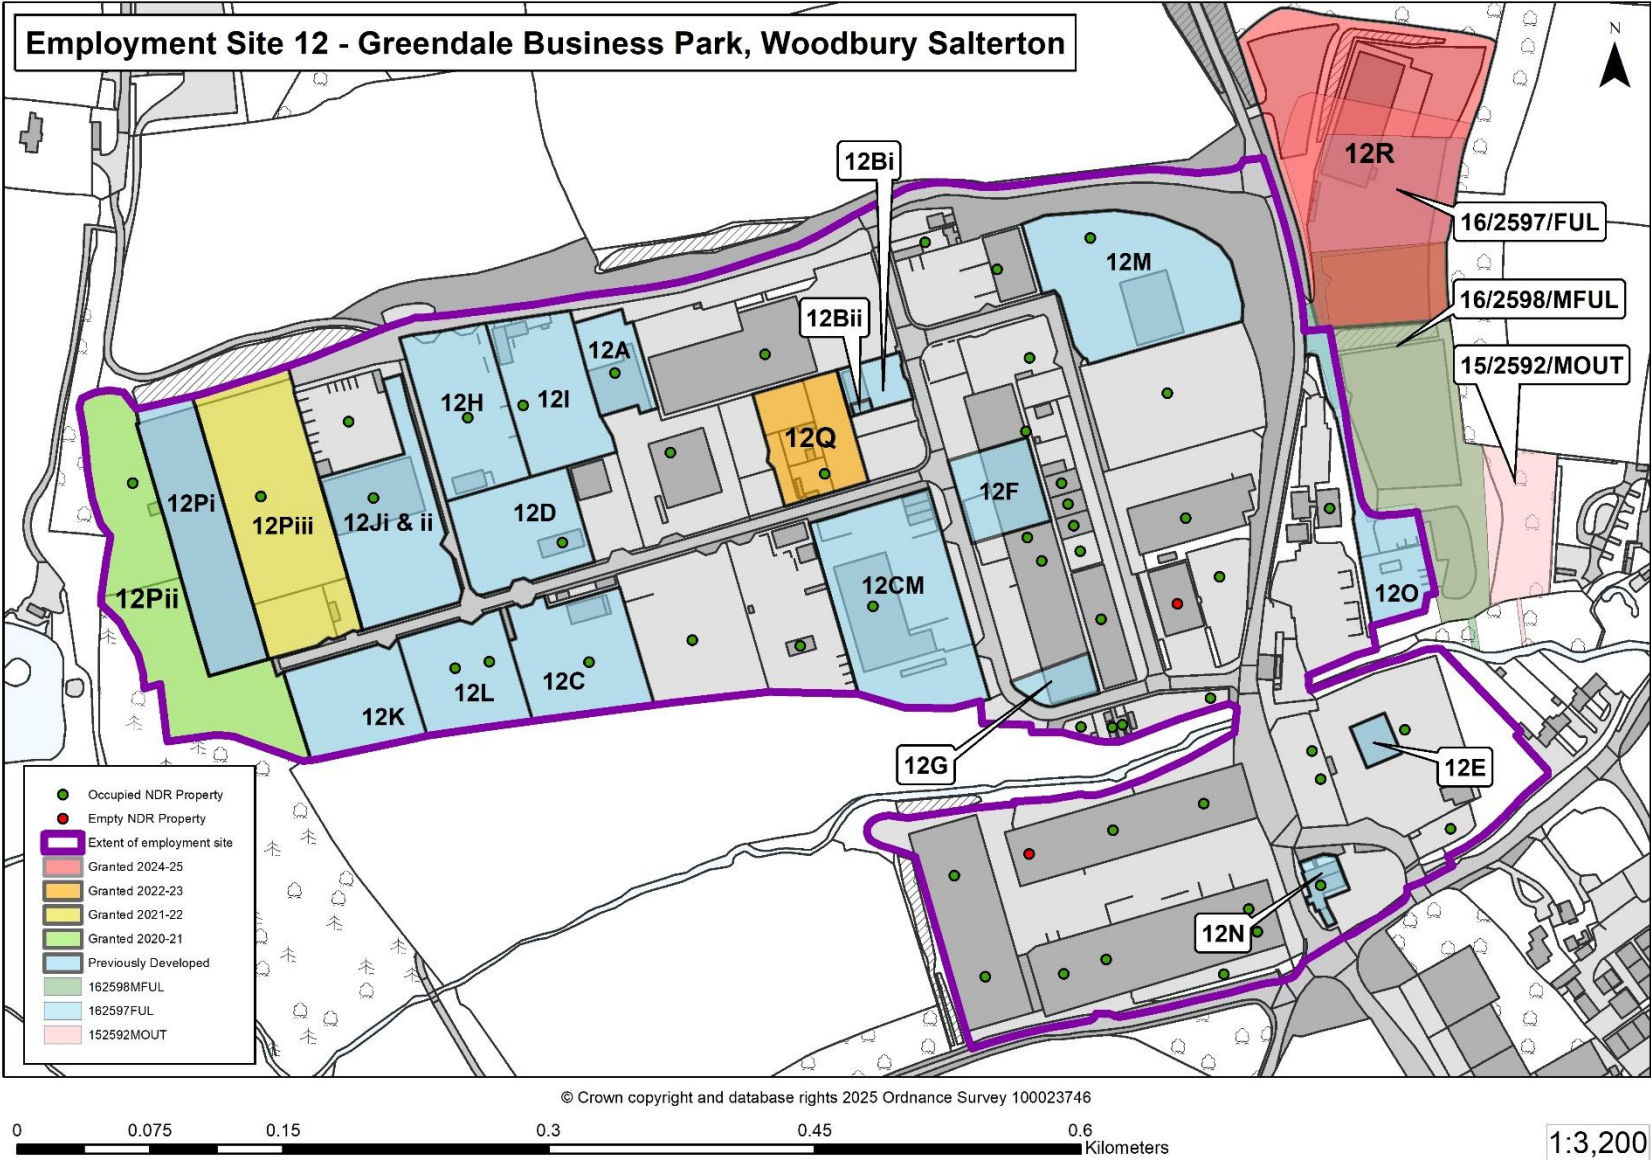 Employment Site 12 - Greendale Business Park, Woodbury Salterton
N
12Bi
12R
16/2597/FUL
12M
16/2598/MFUL
12Bii
12A
15/2592/MOUT
12H
12I
12Q
12Pi
12F
12D
12Piii
12Ji & ii
12CM
12O
12Pii
12C
12L
12K
12G
12E
12N
Occupied NDR Property
Empty NDR Property
Extent of employment site
Granted 2024-25
Granted 2022-23
Granted 2021-22
Granted 2020-21
Previously Developed
162598MFUL
162597FUL
152592MOUT
© Crown copyright and database rights 2025 Ordnance Survey 100023746
0 0.075 0.15 0.3 0.45 0.6
Kilometers
1:3,200